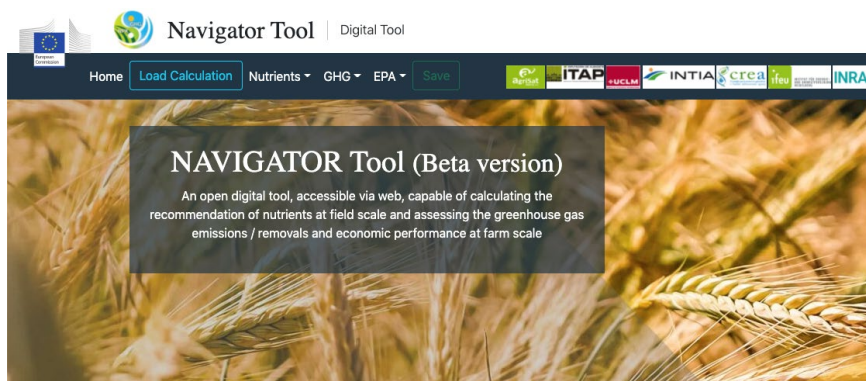 Navigator Tool
Digital Tool
European
Commission
Home
Load Calculation
Nutrients
GHG
EPA
Save
agrisat
ITAP
UCLM
INTIA
crea
ifeu
INRA
NAVIGATOR Tool (Beta version)
An open digital tool, accessible via web, capable of calculating the
recommendation of nutrients at field scale and assessing the greenhouse gas
emissions / removals and economic performance at farm scale